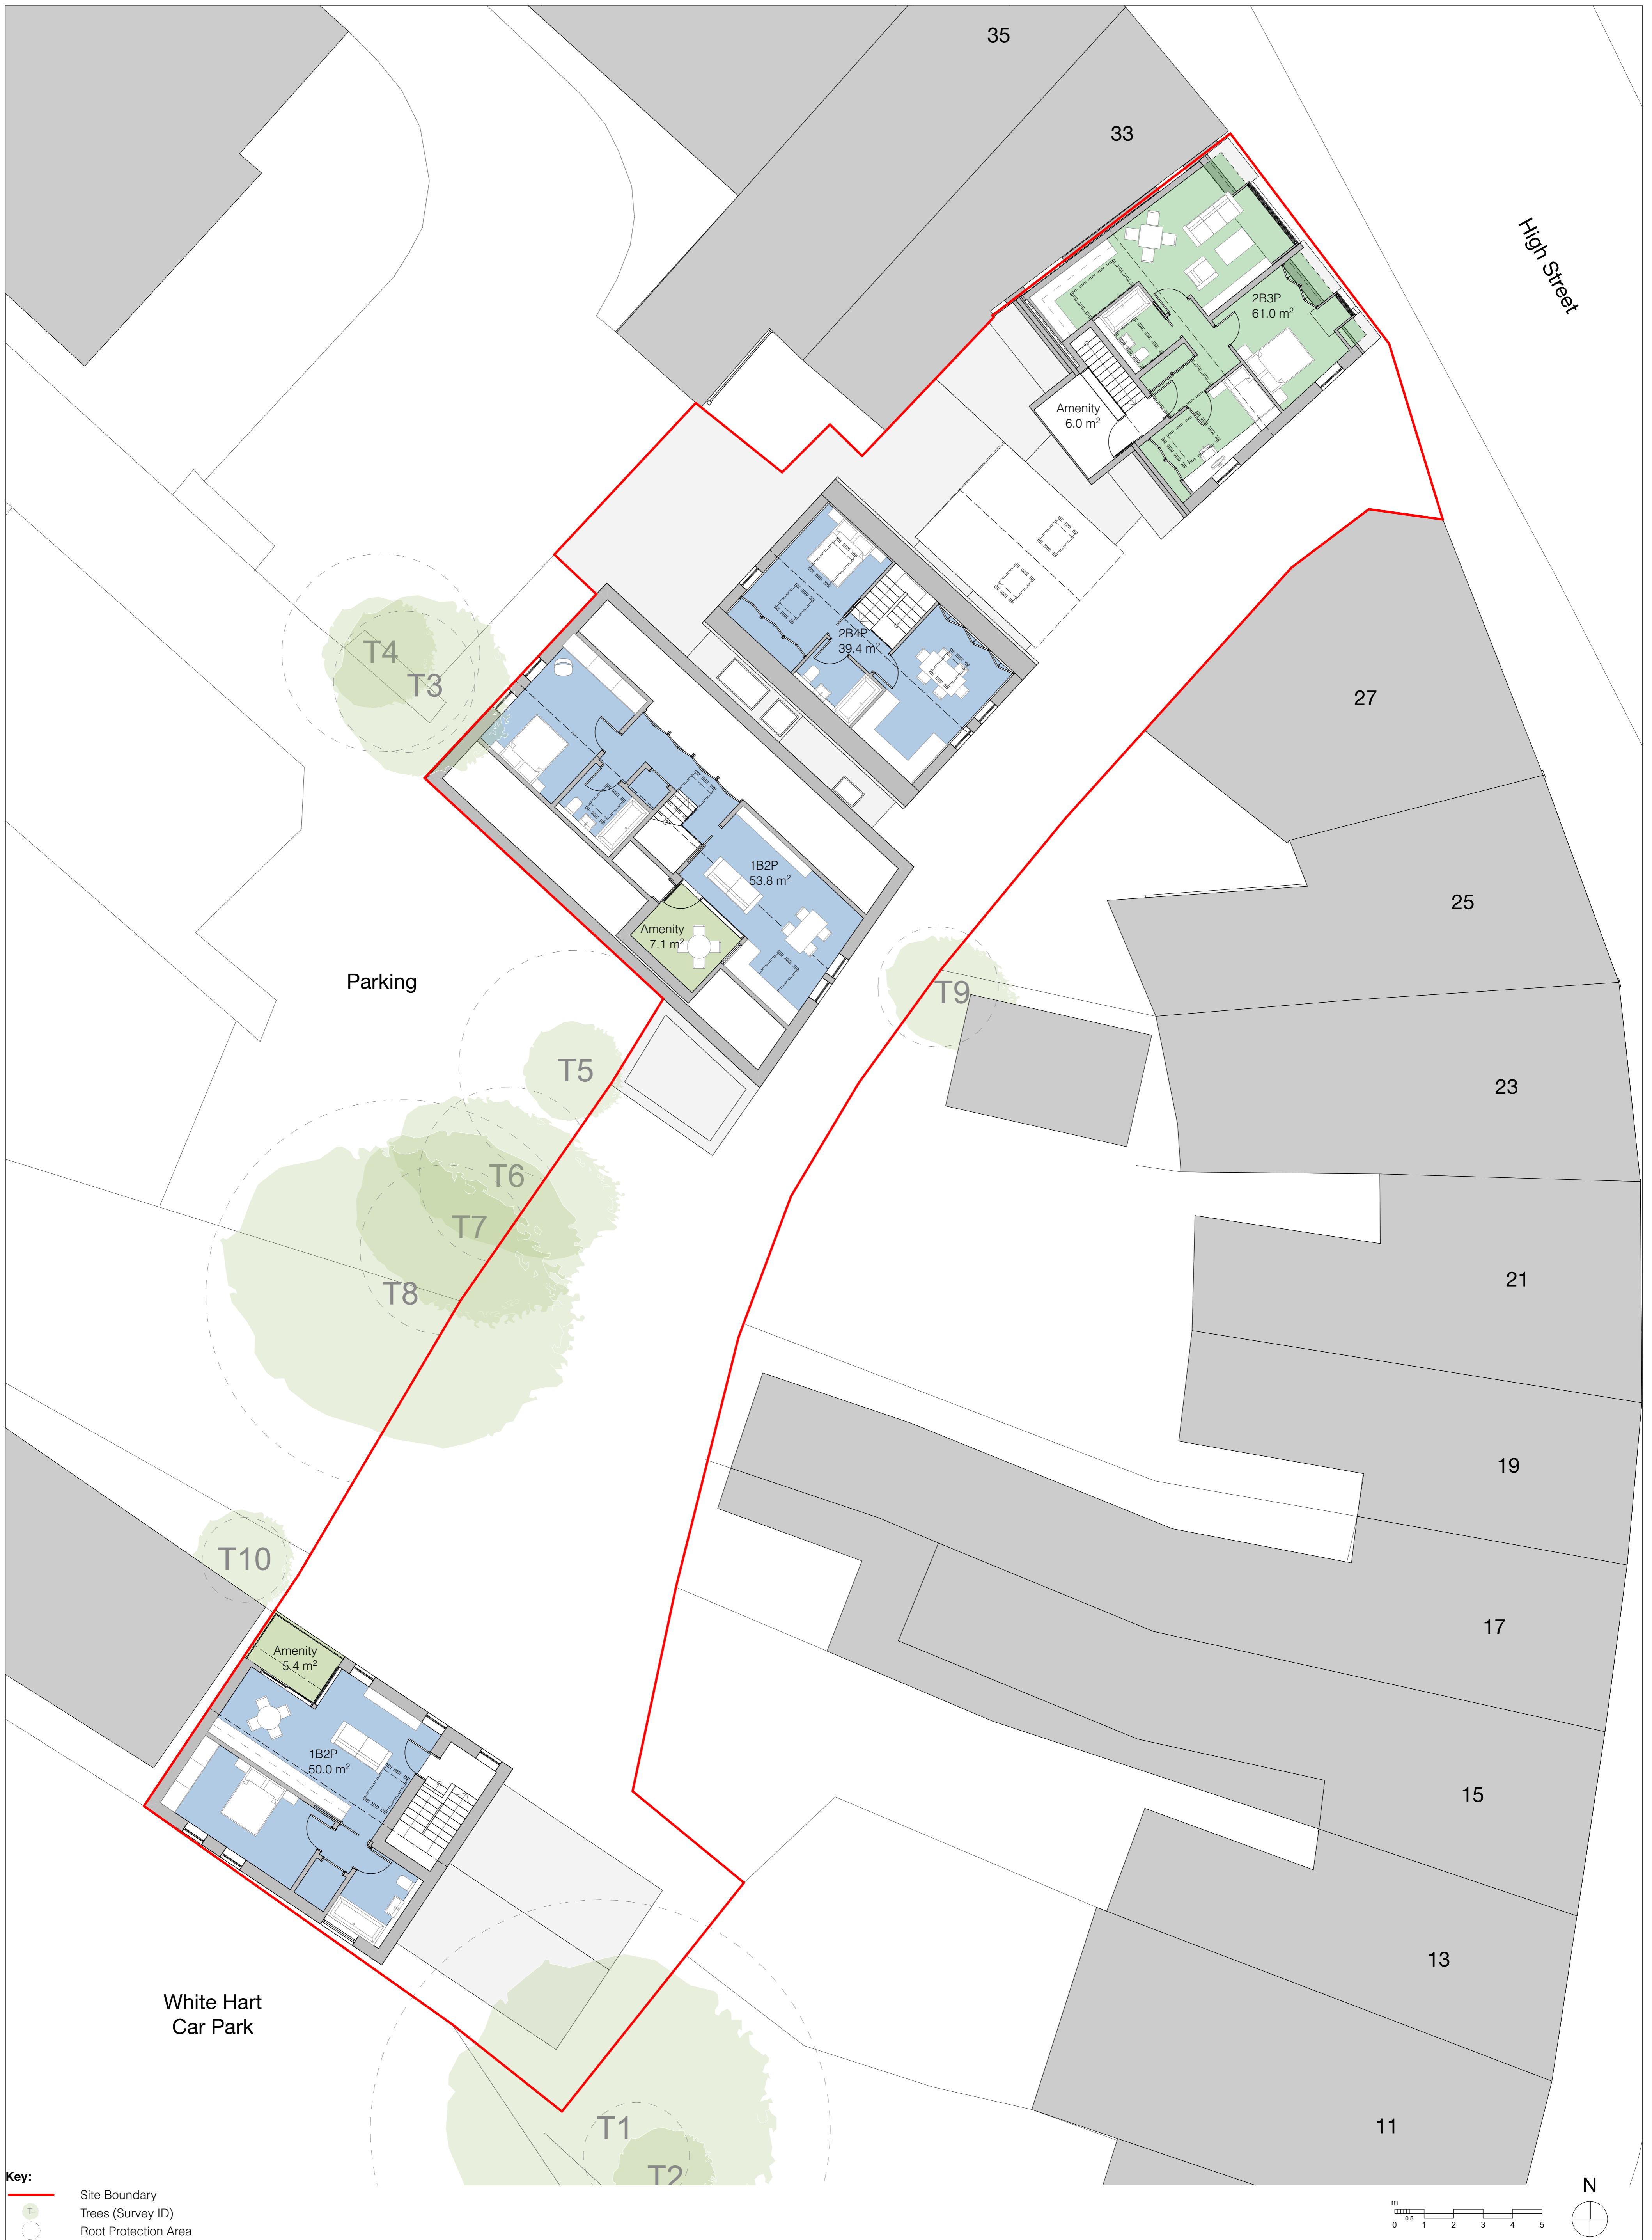 35
33
High Street
2B3P
61.0 m²
Amenity
6.0 m²
2B4P
39.4 m²
T4
T3
27
1B2P
53.8 m²
25
Amenity
7.1 m²
Parking
T9
T5
23
T6
T7
21
T8
19
T10
17
Amenity
5.4 m²
1B2P
50.0 m²
15
13
White Hart
Car Park
T1
11
T2
Key:
Site Boundary
T-
Trees (Survey ID)
Root Protection Area
N
m
0 0.5 1 2 3 4 5